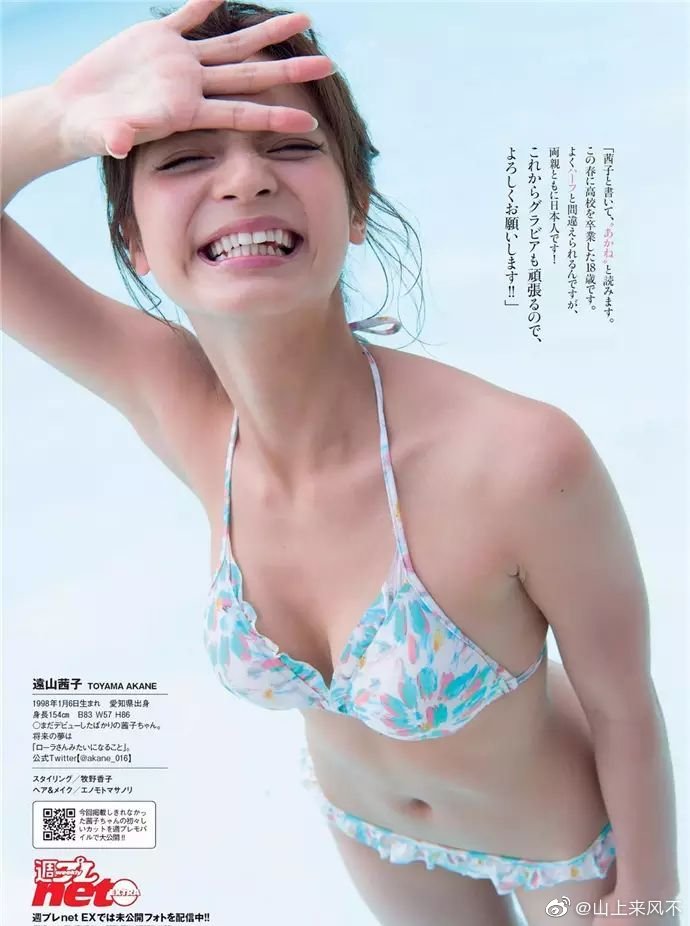 「茜子と書いて、“あかね”と読みます。
この春に高校を卒業した18歳です。
よくハーフと間違えられるんですが、
両親ともに日本人です!
これからグラビアも頑張るので、
よろしくお願いします!!」
遠山茜子 TOYAMA AKANE
1998年1月6日生まれ 愛知県出身
身長154cm B83 W57 H86
○まだデビューしたばかりの茜子ちゃん。
将来の夢は
「ローラさんみたいになること」。
公式Twitter【@akane_016】
スタイリング／牧野香子
ヘア&メイク／エノモトマサノリ
今回掲載しきれなかっ
た茜子ちゃんの初々し
いカットを週プレモバ
イルで大公開!!
週プレ
weekly
net EXTRA
週プレnet EXでは未公開フォトを配信中!!
@山上来风不